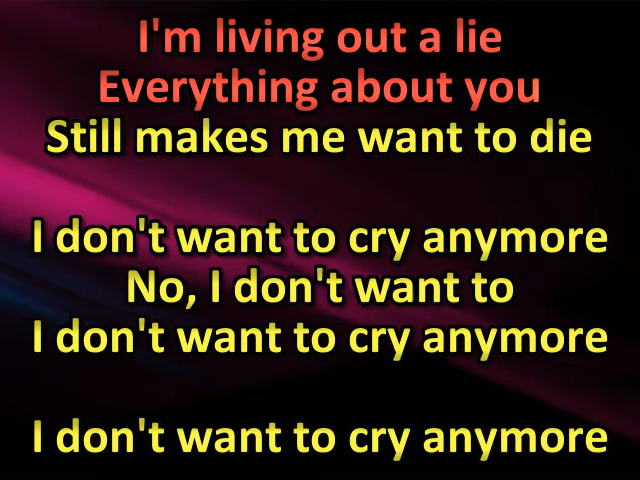 I'm living out a lie
Everything about you
Still makes me want to die
I don't want to cry anymore
No, I don't want to
I don't want to cry anymore
I don't want to cry anymore